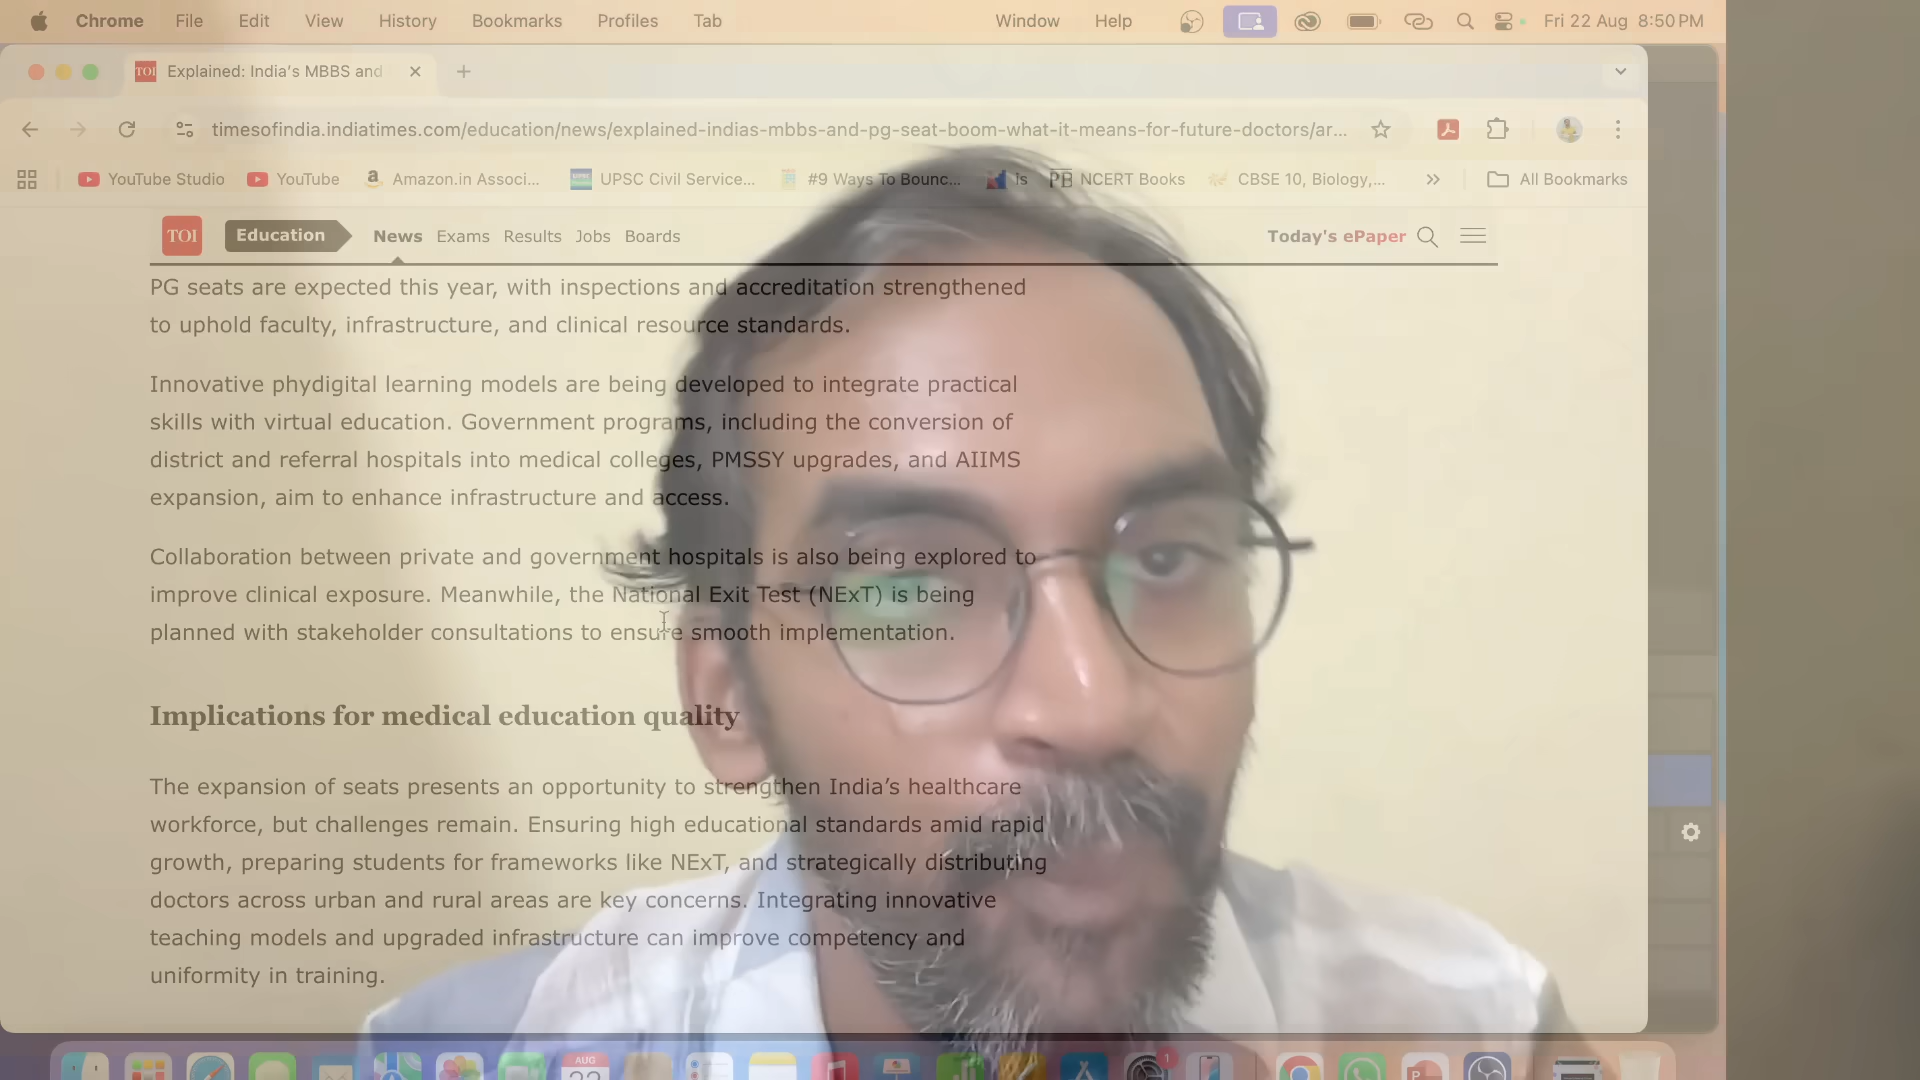 Chrome File Edit View History Bookmarks Profiles Tab Window Help Fri 22 Aug 8:50 PM
TOI Explained: India's MBBS and
timesofindia.indiatimes.com/education/news/explained-indias-mbbs-and-pg-seat-boom-what-it-means-for-future-doctors/ar...
YouTube Studio YouTube Amazon.in Associ... UPSC Civil Service... #9 Ways To Bounc... is PB NCERT Books CBSE 10, Biology,... All Bookmarks
TOI Education News Exams Results Jobs Boards Today's ePaper
PG seats are expected this year, with inspections and accreditation strengthened
to uphold faculty, infrastructure, and clinical resource standards.
Innovative phydigital learning models are being developed to integrate practical
skills with virtual education. Government programs, including the conversion of
district and referral hospitals into medical colleges, PMSSY upgrades, and AIIMS
expansion, aim to enhance infrastructure and access.
Collaboration between private and government hospitals is also being explored to
improve clinical exposure. Meanwhile, the National Exit Test (NExT) is being
planned with stakeholder consultations to ensure smooth implementation.
Implications for medical education quality
The expansion of seats presents an opportunity to strengthen India's healthcare
workforce, but challenges remain. Ensuring high educational standards amid rapid
growth, preparing students for frameworks like NExT, and strategically distributing
doctors across urban and rural areas are key concerns. Integrating innovative
teaching models and upgraded infrastructure can improve competency and
uniformity in training.
AUG
1